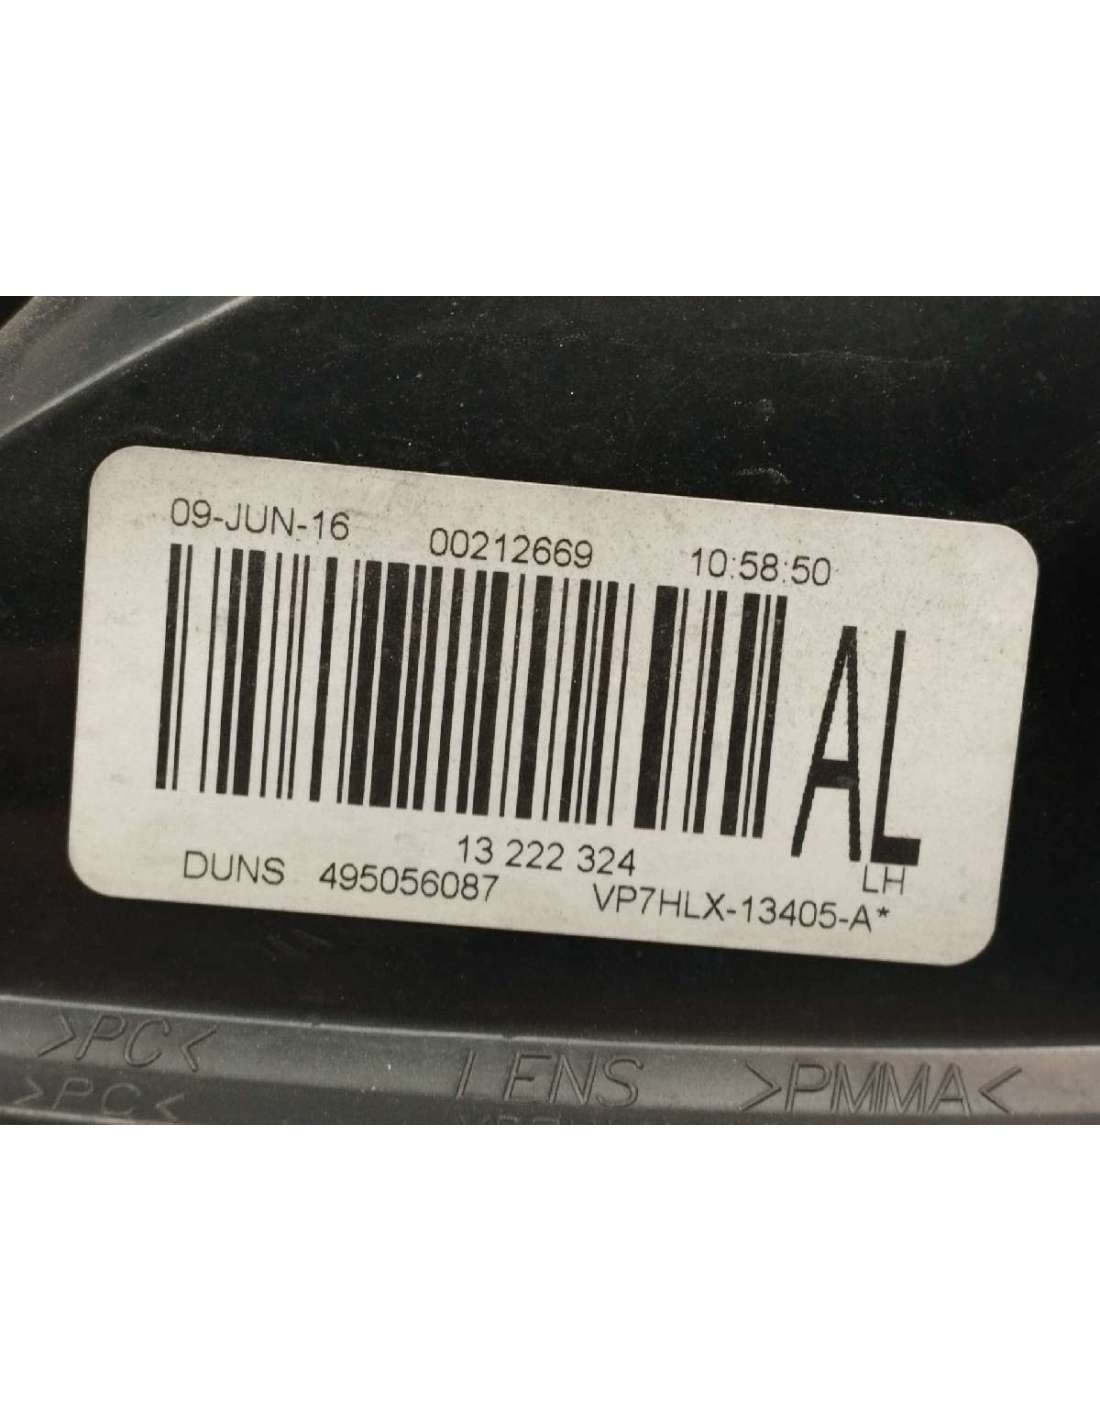 09-JUN-16 00212669 10:58:50
AL
13 222 324
LH
DUNS 495056087 VP7HLX-13405-A*
>PC< LENS >PMMA<
>PC<